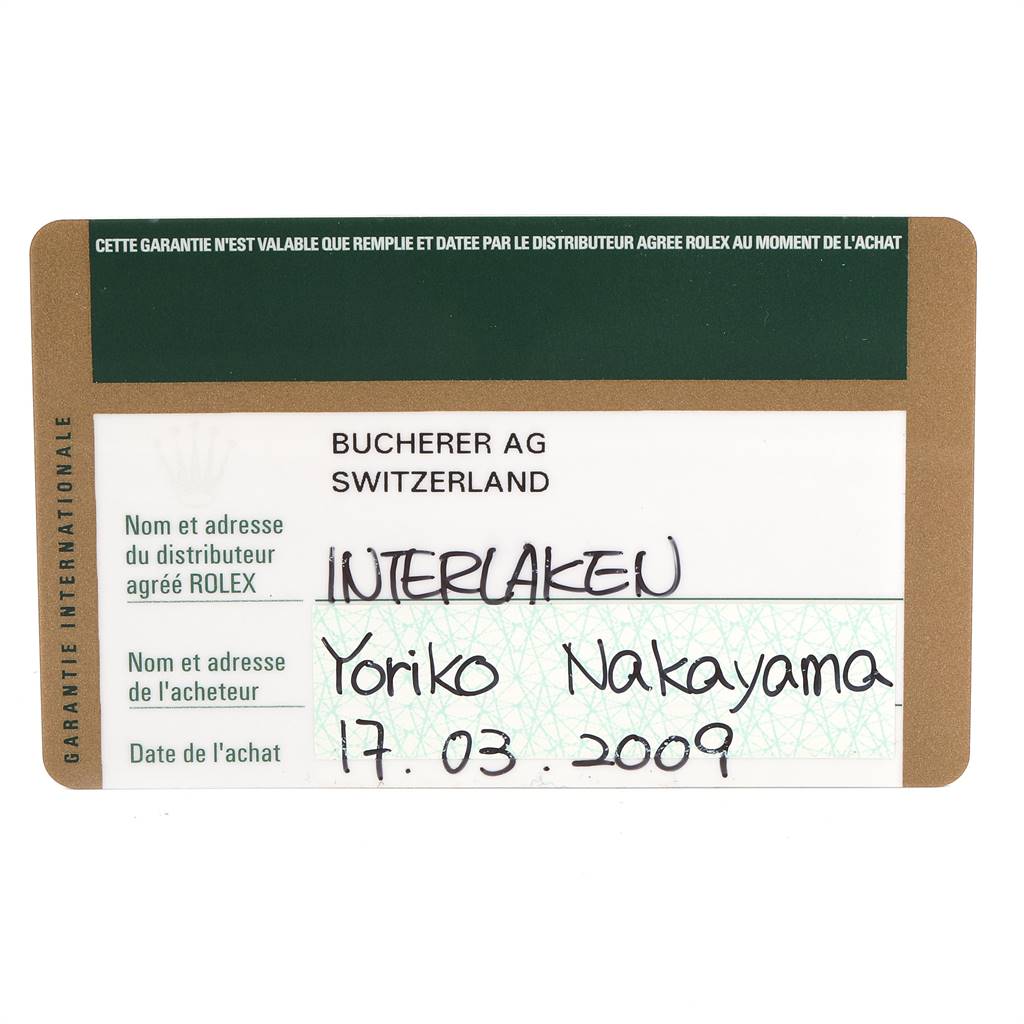 CETTE GARANTIE N'EST VALABLE QUE REMPLIE ET DATEE PAR LE DISTRIBUTEUR AGREE ROLEX AU MOMENT DE L'ACHAT
GARANTIE INTERNATIONALE
BUCHERER AG
SWITZERLAND
Nom et adresse
du distributeur
agréé ROLEX
INTERLAKEN
Nom et adresse
de l'acheteur
Yoriko Nakayama
Date de l'achat
17.03.2009